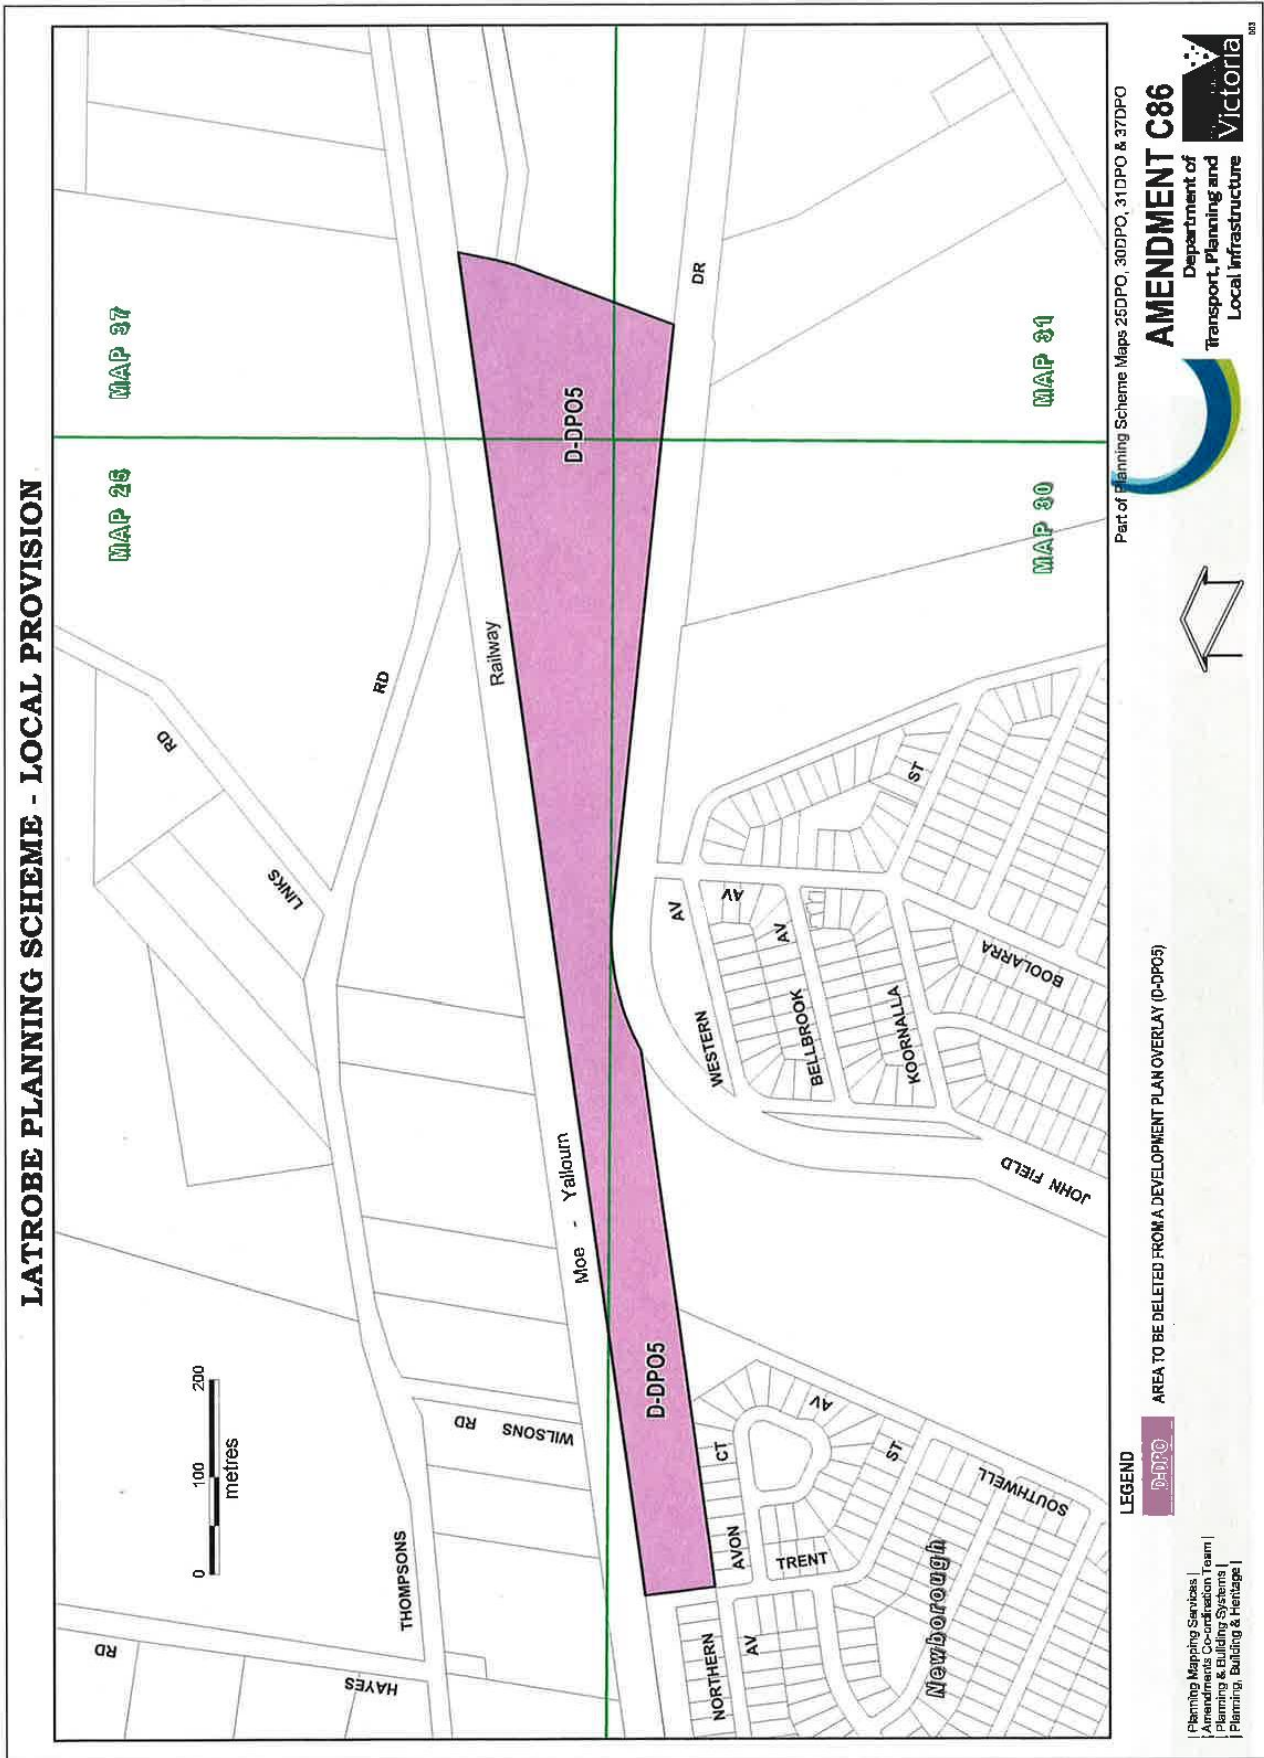 LATROBE PLANNING SCHEME - LOCAL PROVISION
MAP 25
MAP 37
RD
LINKS
RD
0 100 200
metres
THOMPSONS
RD
HAYES
WILSONS RD
Moe - Yallourn
Railway
D-DPO5
D-DPO5
DR
NORTHERN
AV
AVON
CT
TRENT
AV
ST
SOUTHWELL
Newborough
WESTERN
AV
AV
BELLBROOK
AV
KOORNALLA
BOOLARRA
ST
JOHN FIELD
MAP 30
MAP 31
Part of Planning Scheme Maps 25DPO, 30DPO, 31DPO & 37DPO
LEGEND
D-DPO
AREA TO BE DELETED FROM A DEVELOPMENT PLAN OVERLAY (D-DPO5)
AMENDMENT C86
Department of
Transport, Planning and
Local Infrastructure
Victoria
| Planning Mapping Services |
| Amendments Co-ordination Team |
| Planning & Building Systems |
| Planning, Building & Heritage |